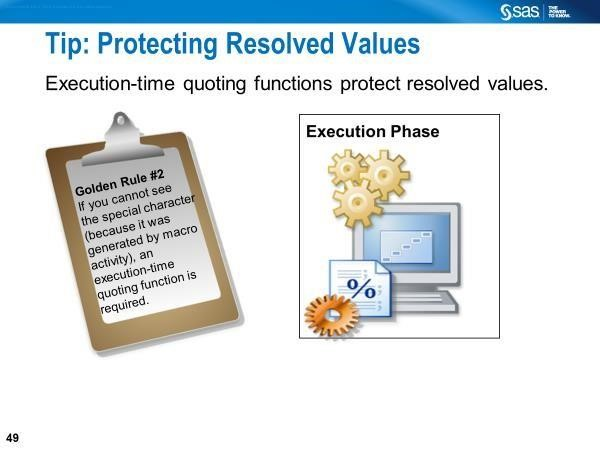 sas
THE
POWER
TO KNOW.
Tip: Protecting Resolved Values
Execution-time quoting functions protect resolved values.
Golden Rule #2
If you cannot see
the special character
(because it was
generated by macro
activity), an
execution-time
quoting function is
required.
Execution Phase
%
49